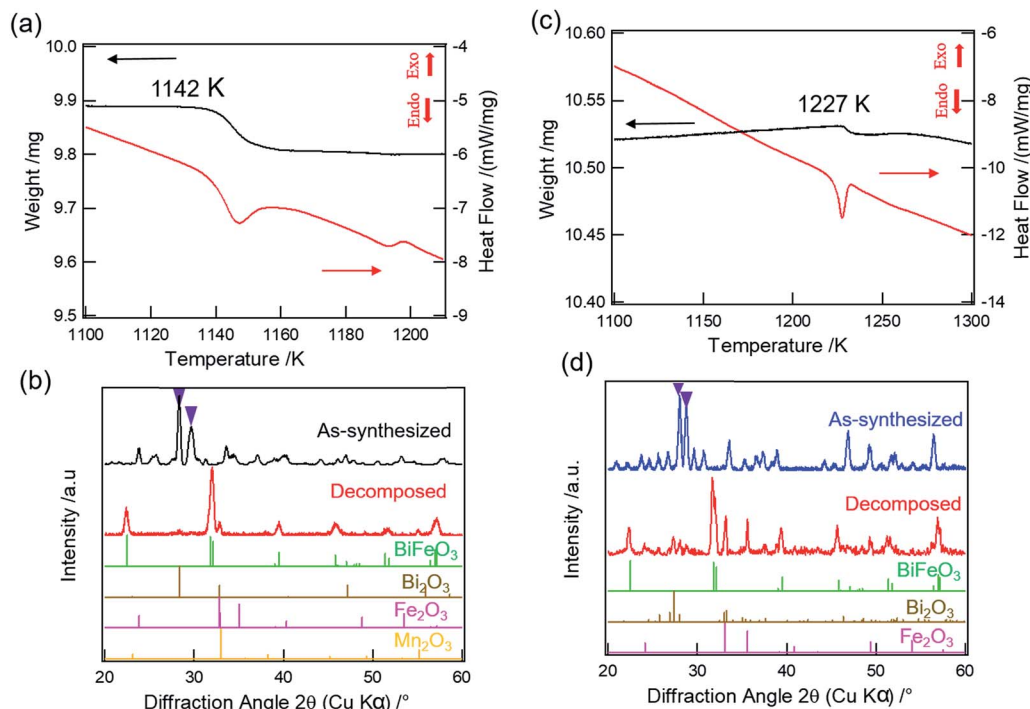 (a)
10.0
9.9
9.8
9.7
9.6
9.5
Weight /mg
1142 K
Endo Exo
-4
-5
-6
-7
-8
-9
Heat Flow /(mW/mg)
1100 1120 1140 1160 1180 1200
Temperature /K
(c)
10.60
10.55
10.50
10.45
10.40
Weight /mg
1227 K
Endo Exo
-6
-8
-10
-12
-14
Heat Flow /(mW/mg)
1100 1150 1200 1250 1300
Temperature /K
(b)
Intensity /a.u
As-synthesized
Decomposed
BiFeO₃
Bi₂O₃
Fe₂O₃
Mn₂O₃
20 30 40 50 60
Diffraction Angle 2θ (Cu Kα) /°
(d)
Intensity /a.u.
As-synthesized
Decomposed
BiFeO₃
Bi₂O₃
Fe₂O₃
20 30 40 50 60
Diffraction Angle 2θ (Cu Kα) /°